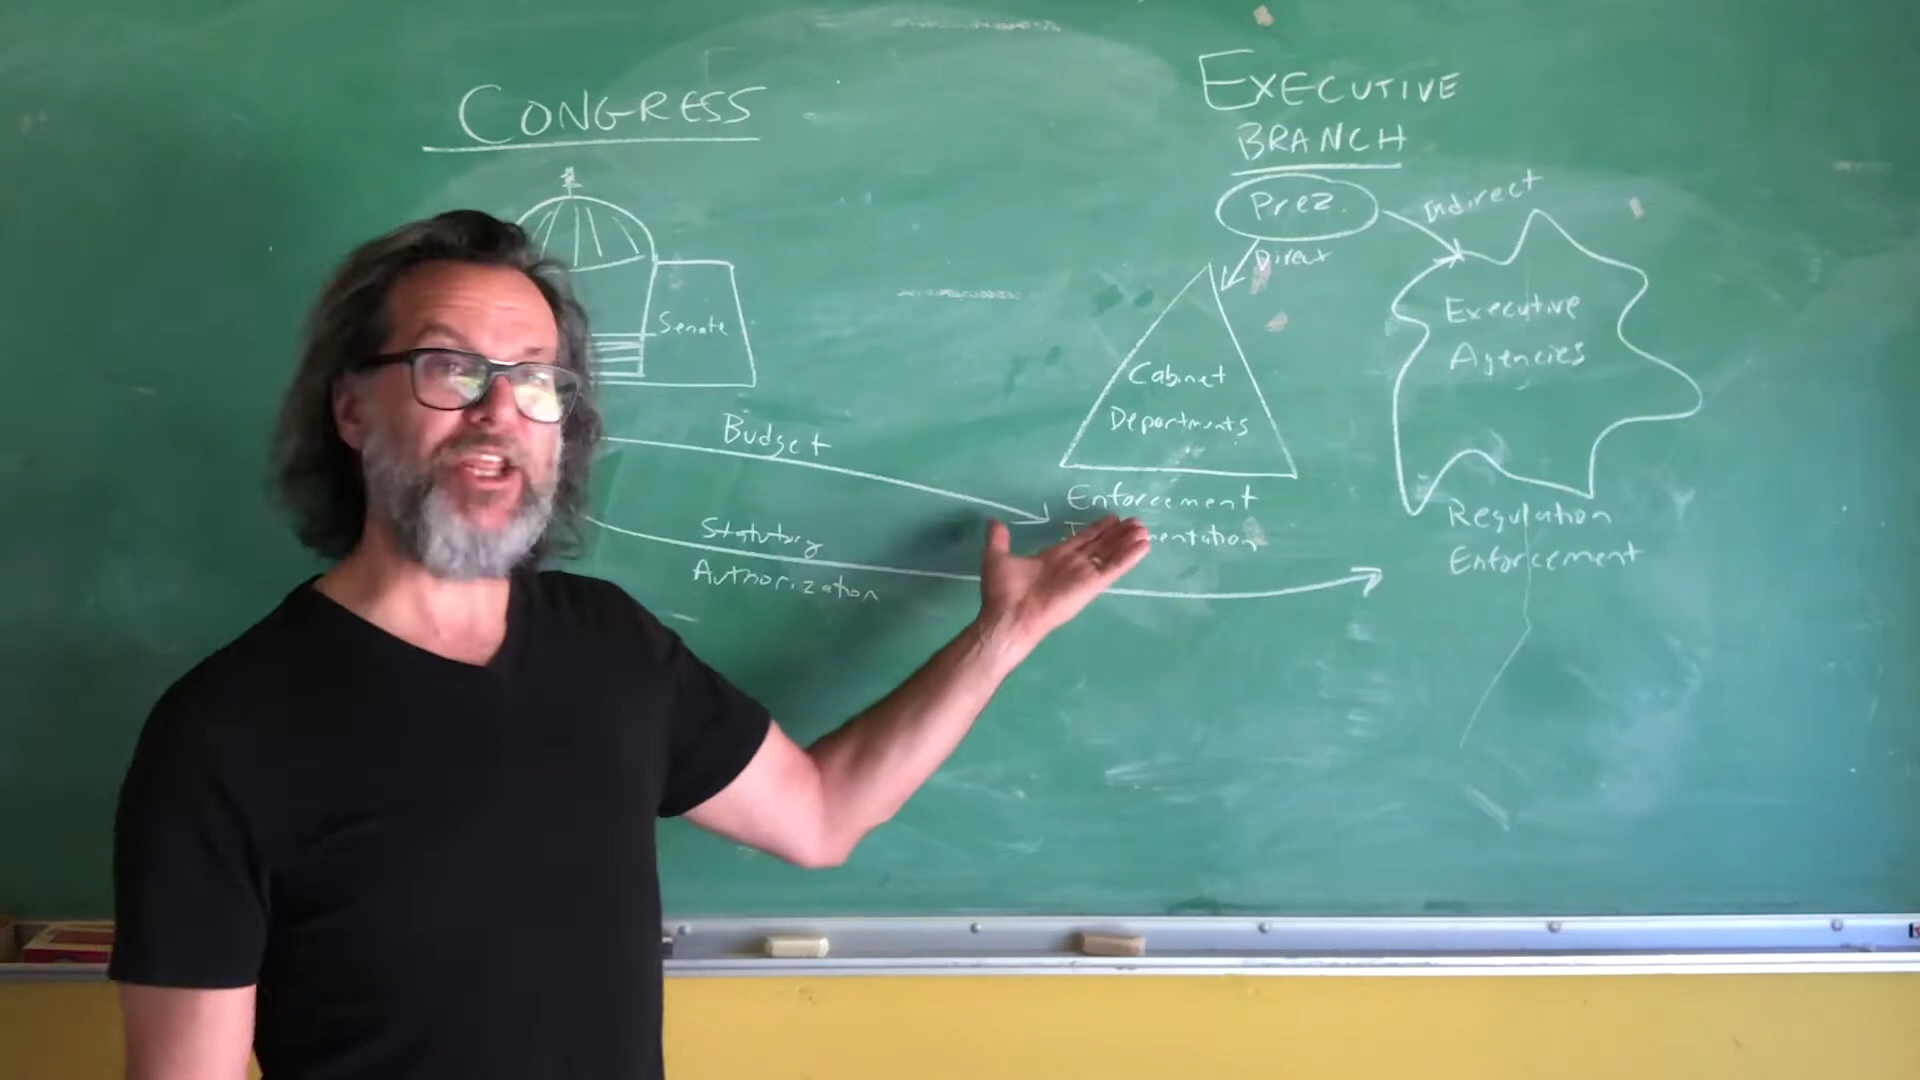 CONGRESS
EXECUTIVE
BRANCH
Prez.
Indirect
Direct
Senate
Executive
Agencies
Cabinet
Departments
Budget
Enforcement
Statutory
Authorization
Regulation
Enforcement